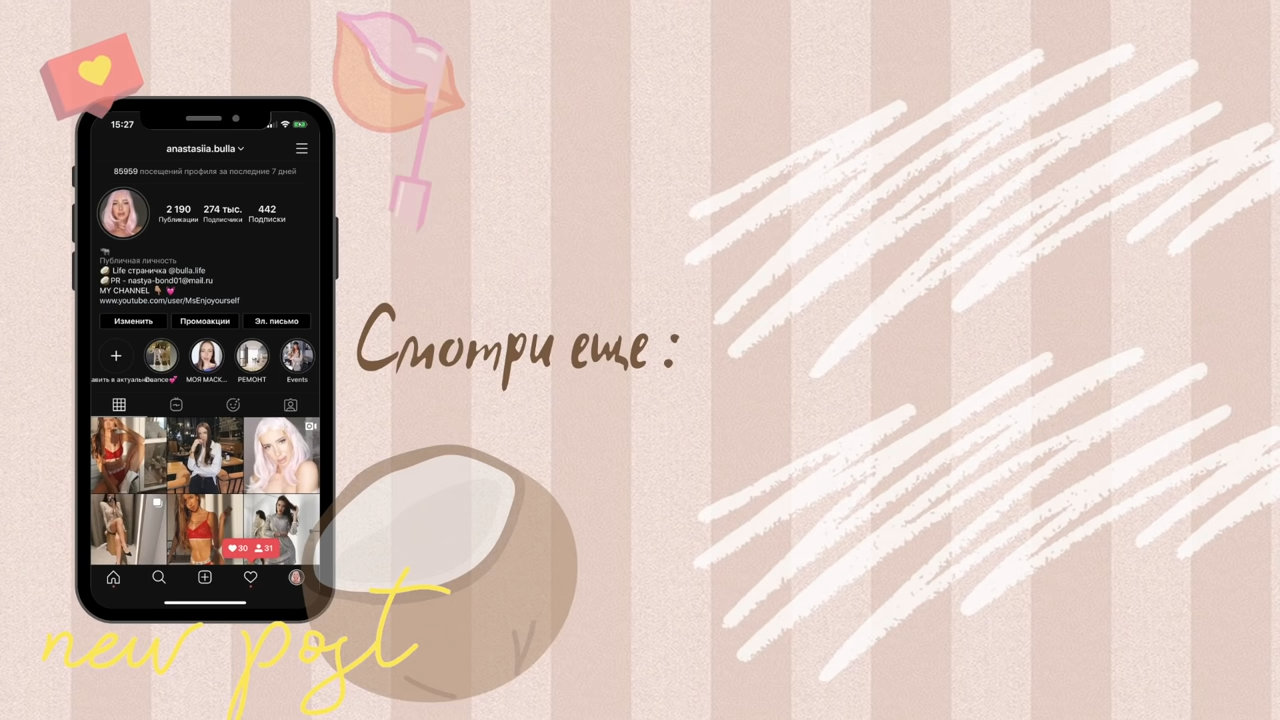 15:27
anastasiia.bulla
85959 посещений профиля за последние 7 дней
2 190 274 тыс. 442
Публикации Подписчики Подписки
Публичная личность
Life страничка @bulla.life
PR - nastya-bond01@mail.ru
MY CHANNEL
www.youtube.com/user/MsEnjoyourself
Изменить Промоакции Эл. письмо
МОЯ МАСК... РЕМОНТ Events
30 31
Смотри еще :
new post